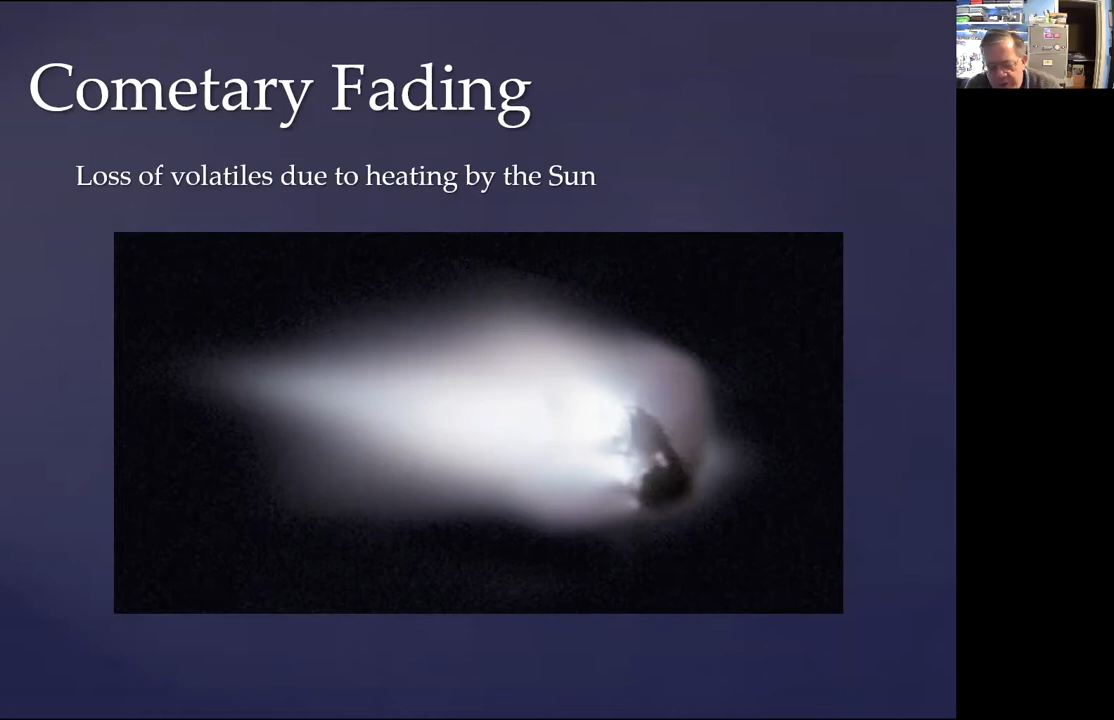 Cometary Fading
Loss of volatiles due to heating by the Sun